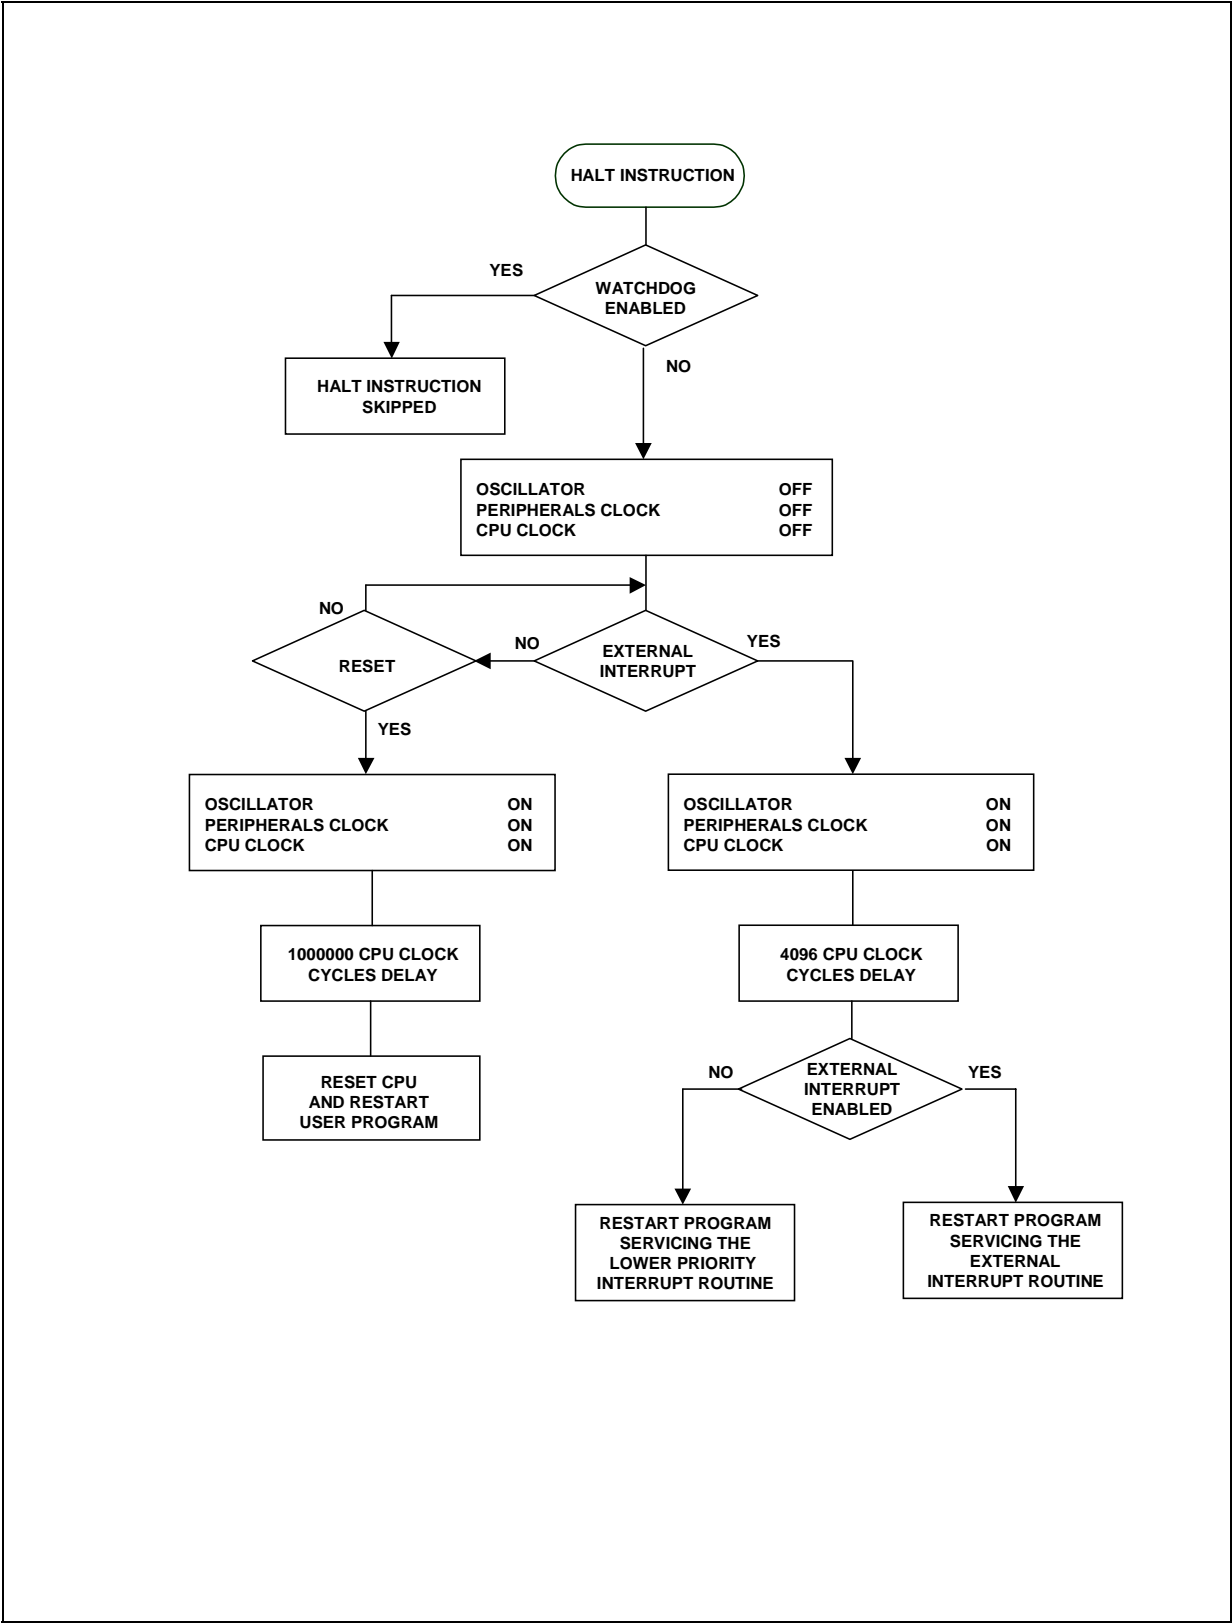 HALT INSTRUCTION
YES
WATCHDOG
ENABLED
NO
HALT INSTRUCTION
SKIPPED
OSCILLATOR OFF
PERIPHERALS CLOCK OFF
CPU CLOCK OFF
NO
RESET
NO
EXTERNAL
INTERRUPT
YES
YES
OSCILLATOR ON
PERIPHERALS CLOCK ON
CPU CLOCK ON
OSCILLATOR ON
PERIPHERALS CLOCK ON
CPU CLOCK ON
1000000 CPU CLOCK
CYCLES DELAY
4096 CPU CLOCK
CYCLES DELAY
RESET CPU
AND RESTART
USER PROGRAM
NO
EXTERNAL
INTERRUPT
ENABLED
YES
RESTART PROGRAM
SERVICING THE
LOWER PRIORITY
INTERRUPT ROUTINE
RESTART PROGRAM
SERVICING THE
EXTERNAL
INTERRUPT ROUTINE